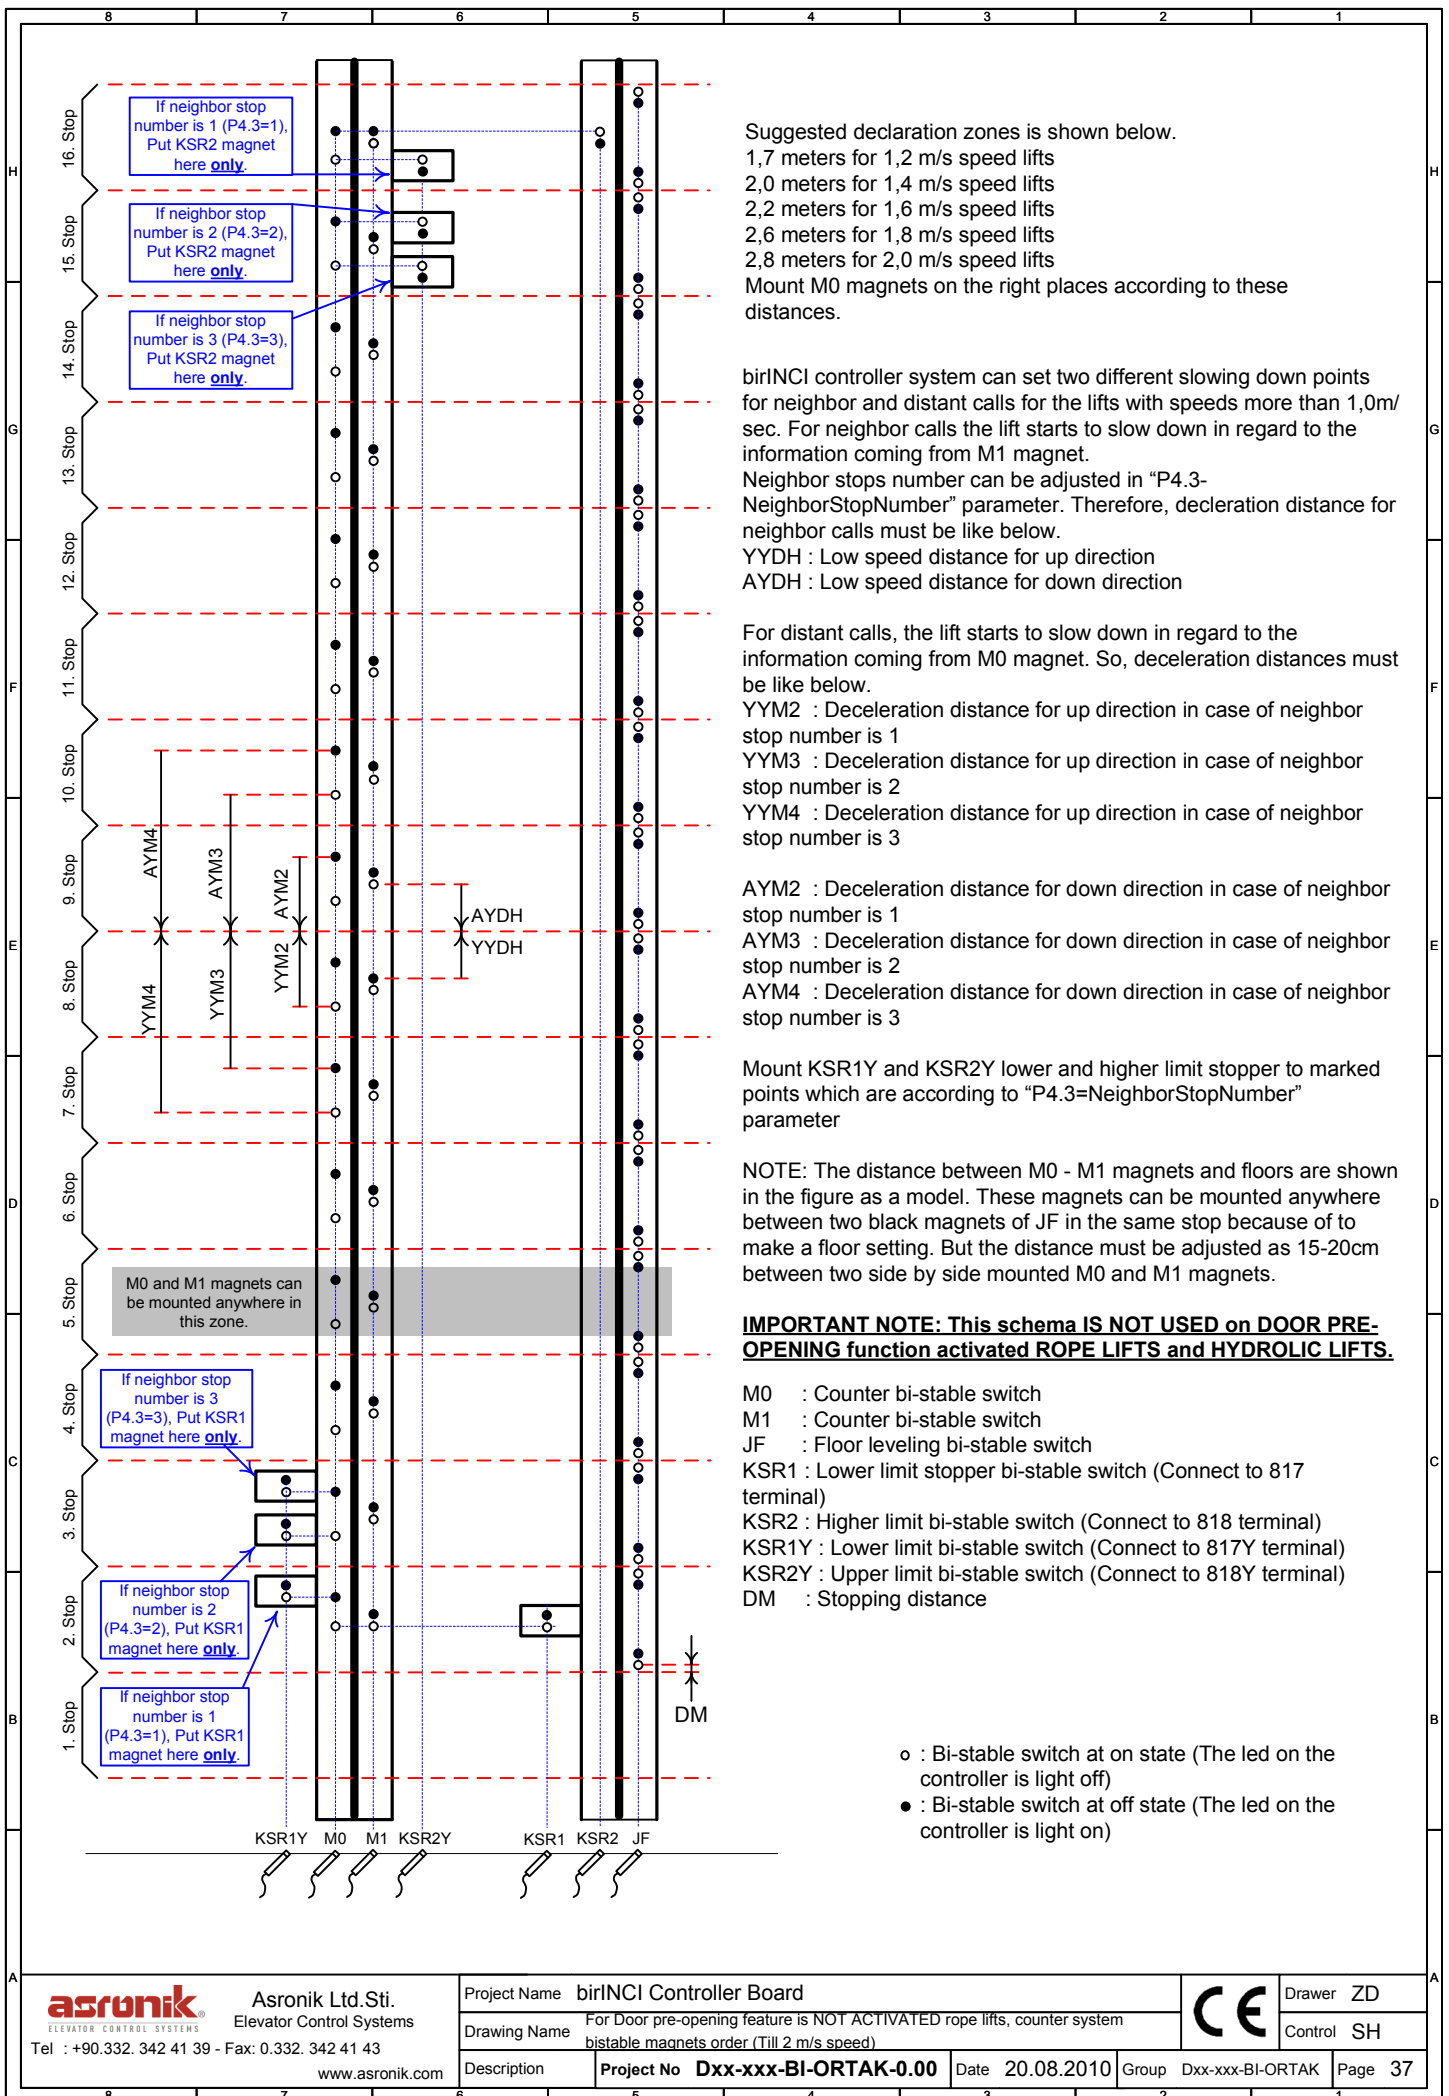 8 7 6 5 4 3 2 1
H
G
F
E
D
C
B
A
16. Stop
15. Stop
14. Stop
13. Stop
12. Stop
11. Stop
10. Stop
9. Stop
8. Stop
7. Stop
6. Stop
5. Stop
4. Stop
3. Stop
2. Stop
1. Stop
If neighbor stop
number is 1 (P4.3=1),
Put KSR2 magnet
here only.
If neighbor stop
number is 2 (P4.3=2),
Put KSR2 magnet
here only.
If neighbor stop
number is 3 (P4.3=3),
Put KSR2 magnet
here only.
AYM4
AYM3
AYM2
YYM4
YYM3
YYM2
AYDH
YYDH
M0 and M1 magnets can
be mounted anywhere in
this zone.
If neighbor stop
number is 3
(P4.3=3), Put KSR1
magnet here only.
If neighbor stop
number is 2
(P4.3=2), Put KSR1
magnet here only.
If neighbor stop
number is 1
(P4.3=1), Put KSR1
magnet here only.
DM
KSR1Y M0 M1 KSR2Y KSR1 KSR2 JF
Suggested declaration zones is shown below.
1,7 meters for 1,2 m/s speed lifts
2,0 meters for 1,4 m/s speed lifts
2,2 meters for 1,6 m/s speed lifts
2,6 meters for 1,8 m/s speed lifts
2,8 meters for 2,0 m/s speed lifts
Mount M0 magnets on the right places according to these
distances.
birINCI controller system can set two different slowing down points
for neighbor and distant calls for the lifts with speeds more than 1,0m/
sec. For neighbor calls the lift starts to slow down in regard to the
information coming from M1 magnet.
Neighbor stops number can be adjusted in “P4.3-
NeighborStopNumber” parameter. Therefore, decleration distance for
neighbor calls must be like below.
YYDH : Low speed distance for up direction
AYDH : Low speed distance for down direction
For distant calls, the lift starts to slow down in regard to the
information coming from M0 magnet. So, deceleration distances must
be like below.
YYM2 : Deceleration distance for up direction in case of neighbor
stop number is 1
YYM3 : Deceleration distance for up direction in case of neighbor
stop number is 2
YYM4 : Deceleration distance for up direction in case of neighbor
stop number is 3
AYM2 : Deceleration distance for down direction in case of neighbor
stop number is 1
AYM3 : Deceleration distance for down direction in case of neighbor
stop number is 2
AYM4 : Deceleration distance for down direction in case of neighbor
stop number is 3
Mount KSR1Y and KSR2Y lower and higher limit stopper to marked
points which are according to “P4.3=NeighborStopNumber”
parameter
NOTE: The distance between M0 - M1 magnets and floors are shown
in the figure as a model. These magnets can be mounted anywhere
between two black magnets of JF in the same stop because of to
make a floor setting. But the distance must be adjusted as 15-20cm
between two side by side mounted M0 and M1 magnets.
IMPORTANT NOTE: This schema IS NOT USED on DOOR PRE-
OPENING function activated ROPE LIFTS and HYDROLIC LIFTS.
M0 : Counter bi-stable switch
M1 : Counter bi-stable switch
JF : Floor leveling bi-stable switch
KSR1 : Lower limit stopper bi-stable switch (Connect to 817
terminal)
KSR2 : Higher limit bi-stable switch (Connect to 818 terminal)
KSR1Y : Lower limit bi-stable switch (Connect to 817Y terminal)
KSR2Y : Upper limit bi-stable switch (Connect to 818Y terminal)
DM : Stopping distance
: Bi-stable switch at on state (The led on the
controller is light off)
: Bi-stable switch at off state (The led on the
controller is light on)
asronik
ELEVATOR CONTROL SYSTEMS
Asronik Ltd.Sti.
Elevator Control Systems
Tel : +90.332. 342 41 39 - Fax: 0.332. 342 41 43
www.asronik.com
Project Name birINCI Controller Board
Drawing Name For Door pre-opening feature is NOT ACTIVATED rope lifts, counter system
bistable magnets order (Till 2 m/s speed)
Description Project No Dxx-xxx-BI-ORTAK-0.00 Date 20.08.2010 Group Dxx-xxx-BI-ORTAK Page 37
CE
Drawer ZD
Control SH
8 7 6 5 4 3 2 1